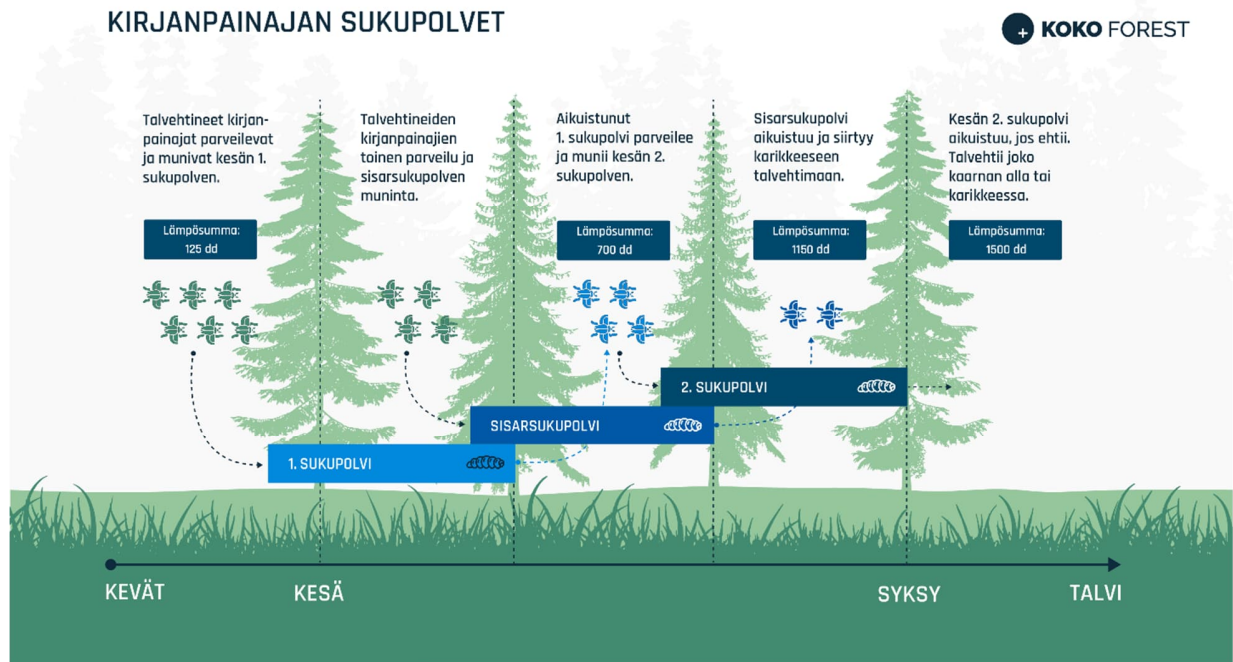 KIRJANPAINAJAN SUKUPOLVET
KOKO FOREST
Talvehtineet kirjan-
painajat parveilevat
ja munivat kesän 1.
sukupolven.
Lämpösumma:
125 dd
Talvehtineiden
kirjanpainajien
toinen parveilu ja
sisarsukupolven
muninta.
Aikuistunut
1. sukupolvi parveilee
ja munii kesän 2.
sukupolven.
Lämpösumma:
700 dd
Sisarsukupolvi
aikuistuu ja siirtyy
karikkeeseen
talvehtimaan.
Lämpösumma:
1150 dd
Kesän 2. sukupolvi
aikuistuu, jos ehtii.
Talvehtii joko
kaarnan alla tai
karikkeessa.
Lämpösumma:
1500 dd
2. SUKUPOLVI
SISARSUKUPOLVI
1. SUKUPOLVI
KEVÄT
KESÄ
SYKSY
TALVI